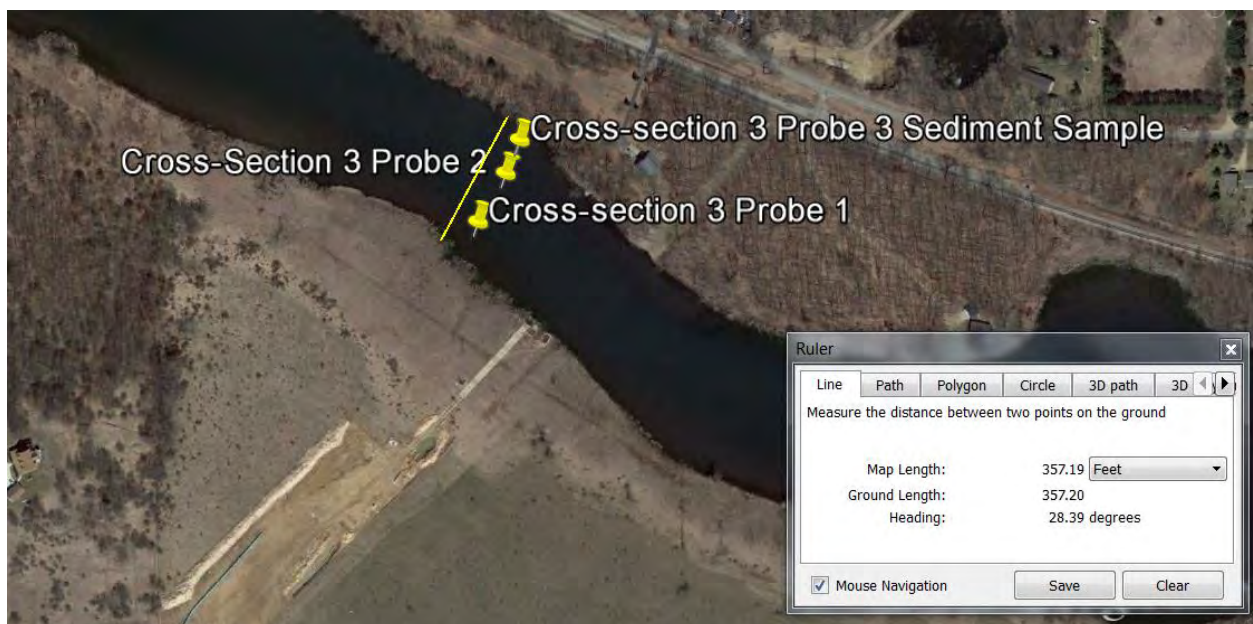 Cross-section 3 Probe 3 Sediment Sample
Cross-Section 3 Probe 2
Cross-section 3 Probe 1
Ruler
Line Path Polygon Circle 3D path 3D
Measure the distance between two points on the ground
Map Length: 357.19 Feet
Ground Length: 357.20
Heading: 28.39 degrees
Mouse Navigation Save Clear